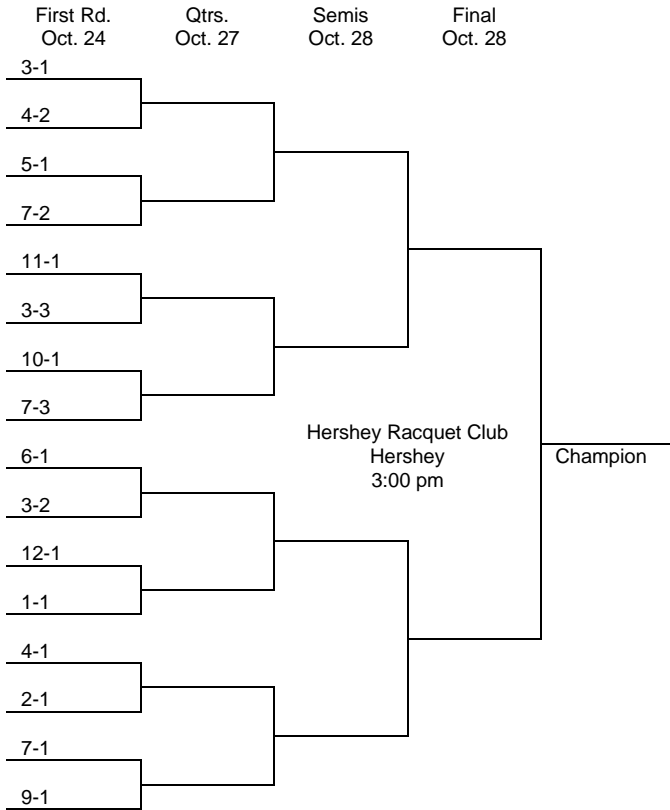 First Rd. Qtrs. Semis Final
Oct. 24 Oct. 27 Oct. 28 Oct. 28
3-1
4-2
5-1
7-2
11-1
3-3
10-1
7-3
Hershey Racquet Club
Hershey
3:00 pm
Champion
6-1
3-2
12-1
1-1
4-1
2-1
7-1
9-1